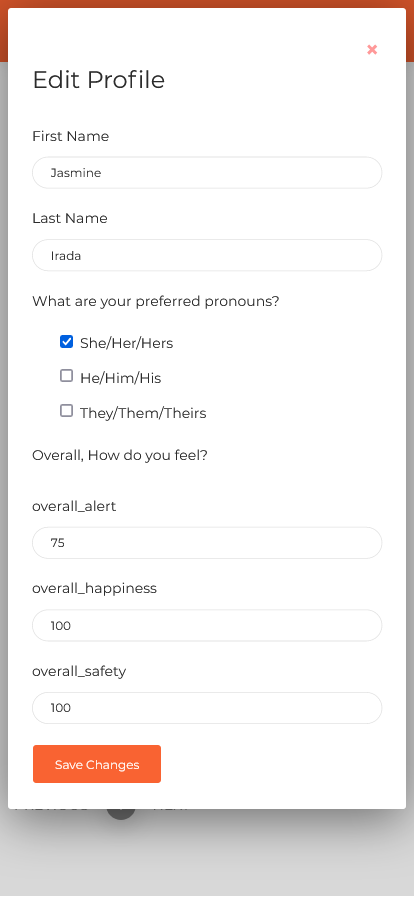 Edit Profile
First Name
Jasmine
Last Name
Irada
What are your preferred pronouns?
She/Her/Hers
He/Him/His
They/Them/Theirs
Overall, How do you feel?
overall_alert
75
overall_happiness
100
overall_safety
100
Save Changes